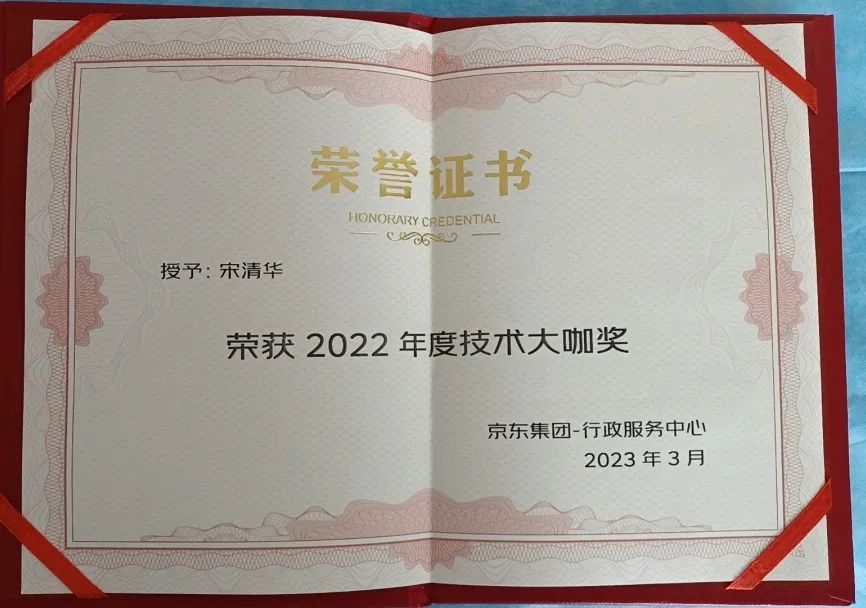 荣誉证书
HONORARY CREDENTIAL
授予：宋清华
荣获 2022 年度技术大咖奖
京东集团-行政服务中心
2023 年 3 月